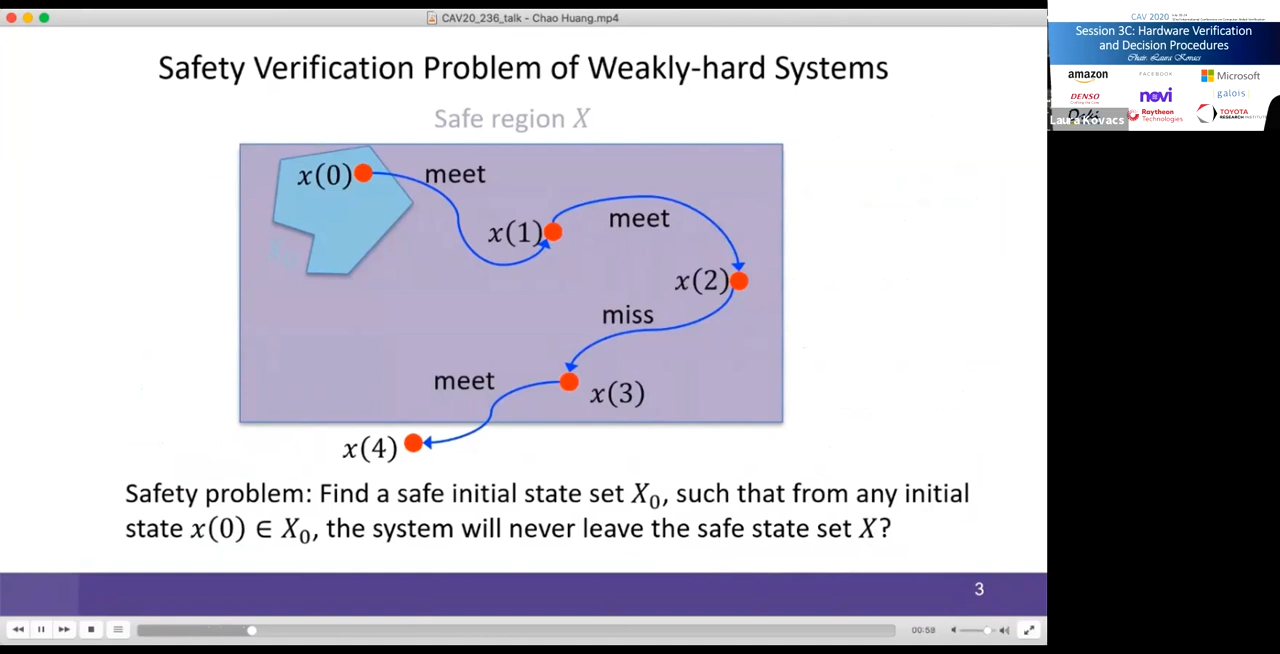 CAV20_236_talk - Chao Huang.mp4
Safety Verification Problem of Weakly-hard Systems
Safe region X
x(0)
meet
x(1)
meet
x(2)
miss
meet
x(3)
x(4)
Safety problem: Find a safe initial state set X₀, such that from any initial
state x(0) ∈ X₀, the system will never leave the safe state set X?
3
00:58
CAV 2020
Session 3C: Hardware Verification
and Decision Procedures
Chair: Laura Kovacs
amazon
FACEBOOK
Microsoft
DENSO
novi
galois
Laura Kovacs
Raytheon
Technologies
TOYOTA
RESEARCH INSTITUTE